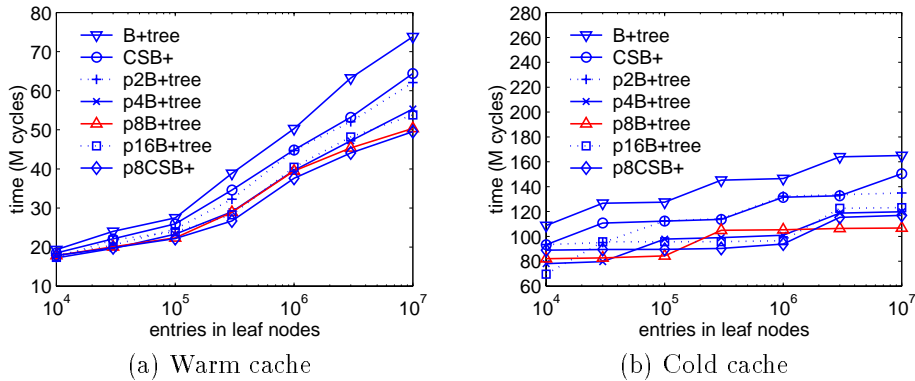 80
70
60
50
40
30
20
10
time (M cycles)
B+tree
CSB+
p2B+tree
p4B+tree
p8B+tree
p16B+tree
p8CSB+
10^4 10^5 10^6 10^7
entries in leaf nodes
(a) Warm cache
280
260
240
220
200
180
160
140
120
100
80
60
time (M cycles)
B+tree
CSB+
p2B+tree
p4B+tree
p8B+tree
p16B+tree
p8CSB+
10^4 10^5 10^6 10^7
entries in leaf nodes
(b) Cold cache